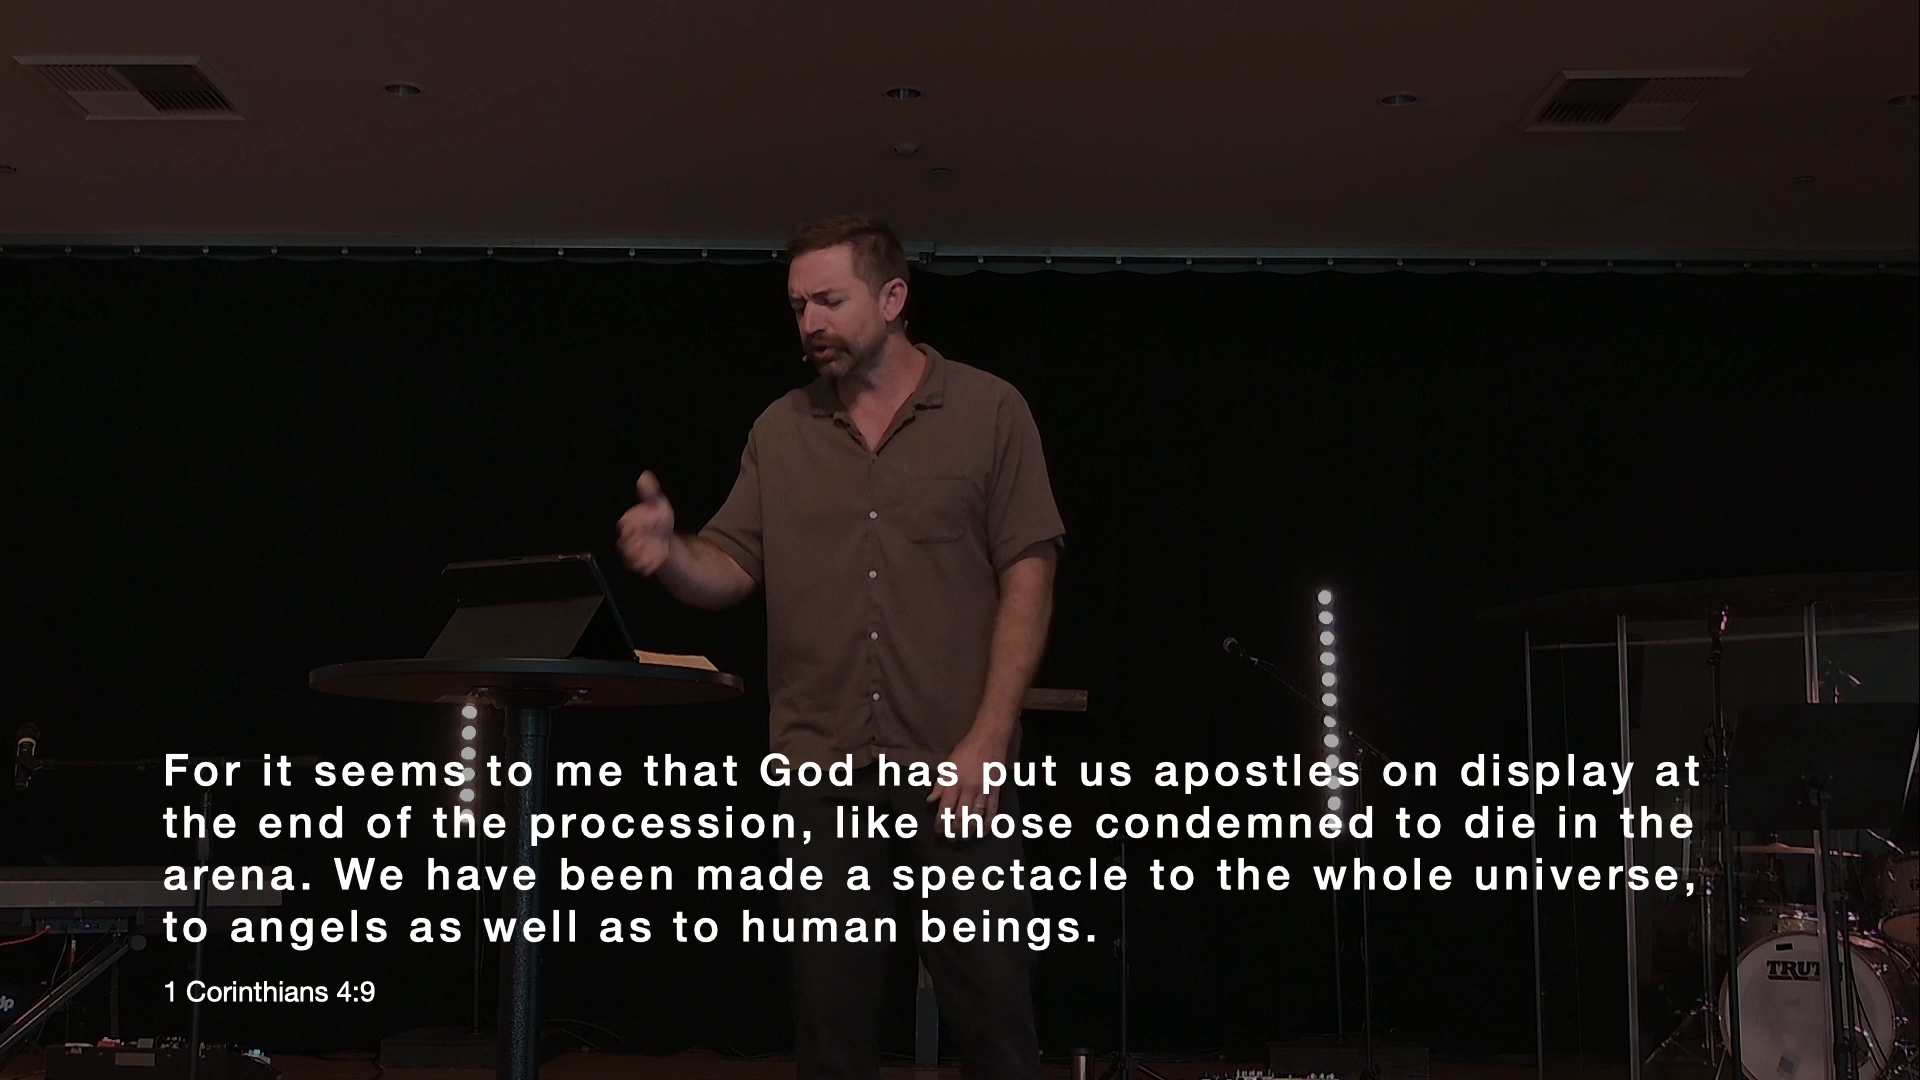 For it seems to me that God has put us apostles on display at
the end of the procession, like those condemned to die in the
arena. We have been made a spectacle to the whole universe,
to angels as well as to human beings.
1 Corinthians 4:9